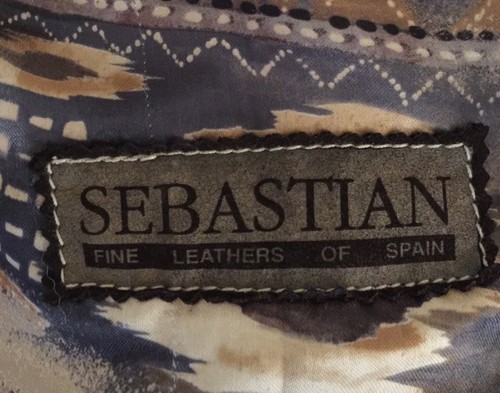 SEBASTIAN
FINE LEATHERS OF SPAIN